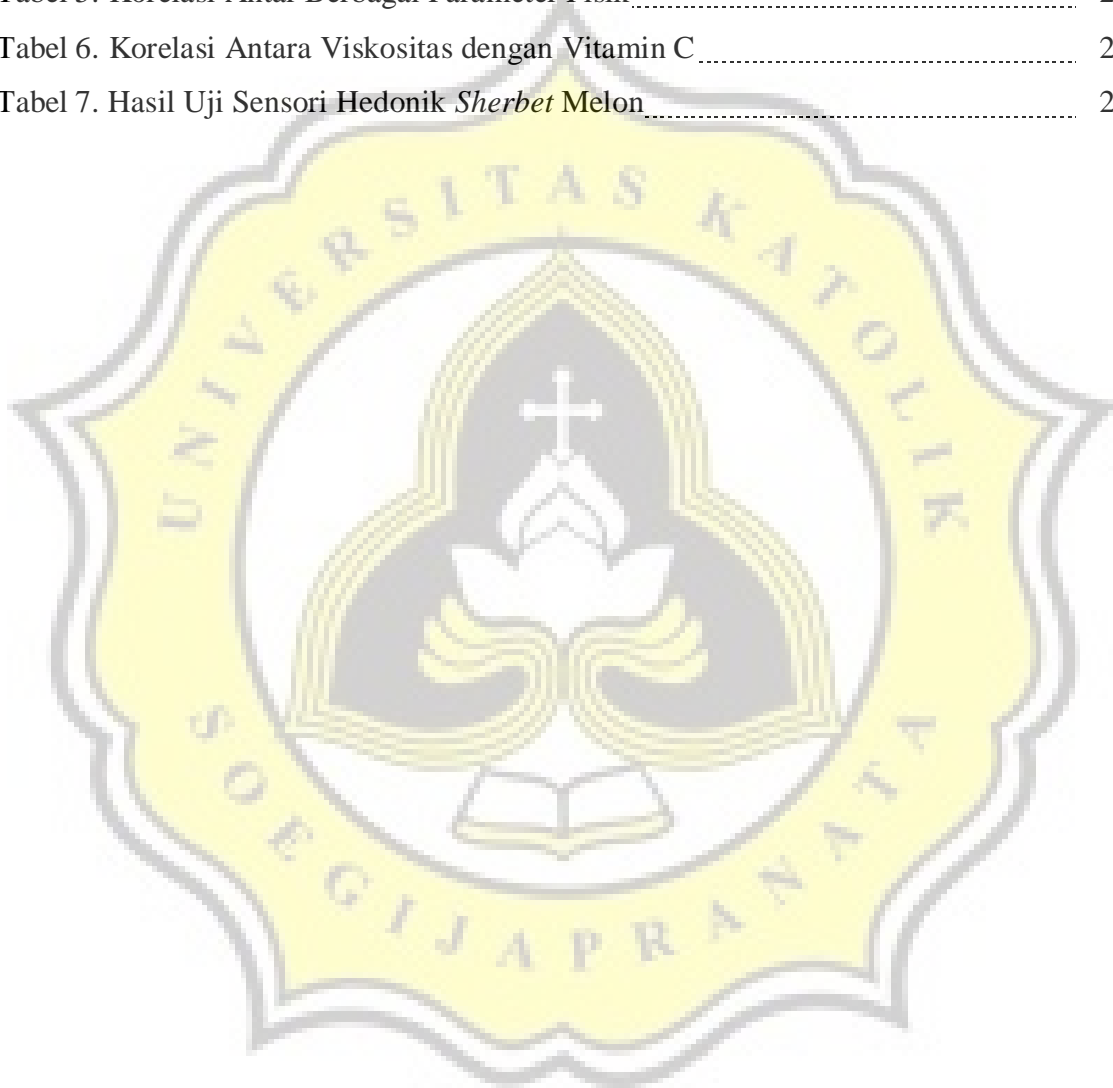 Tabel 5. Korelasi Antar Berbagai Parameter Fisik 2
Tabel 6. Korelasi Antara Viskositas dengan Vitamin C 2
Tabel 7. Hasil Uji Sensori Hedonik Sherbet Melon 2
UNIVERSITAS KATOLIK
SOEGIJAPRANATA